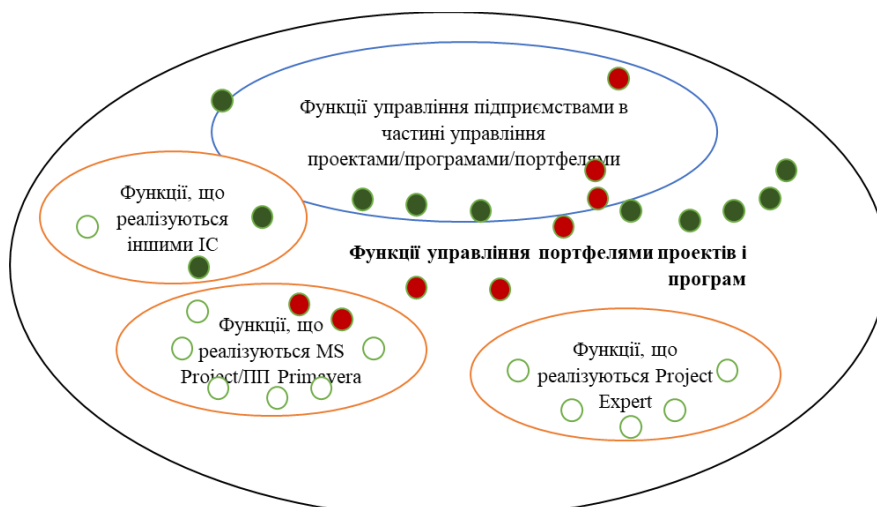 Функції управління підприємствами в
частині управління
проектами/програмами/портфелями
Функції, що
реалізуються
іншими ІС
Функції управління портфелями проектів і
програм
Функції, що
реалізуються MS
Project/ПП Primavera
Функції, що
реалізуються Project
Expert